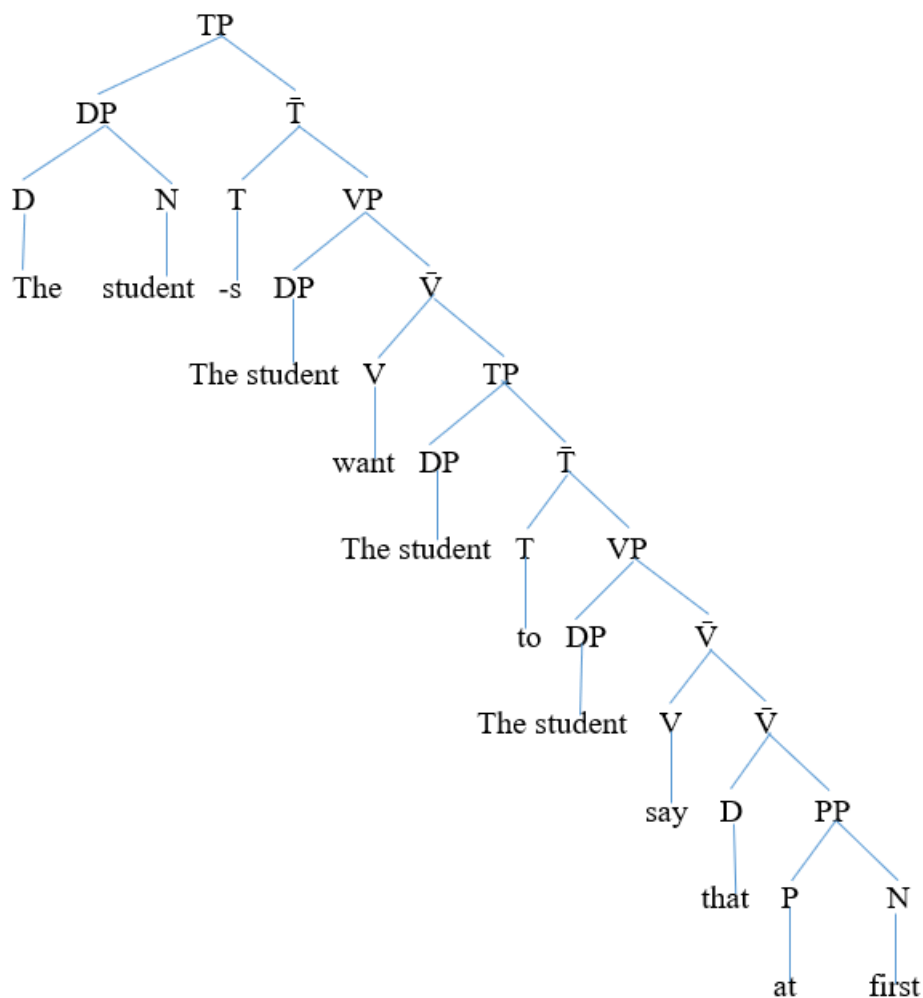 TP
DP T̄
D N T VP
The student -s DP V̄
The student V TP
want DP T̄
The student T VP
to DP V̄
The student V V̄
say D PP
that P N
at first